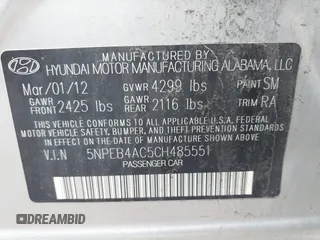 MANUFACTURED BY
HYUNDAI MOTOR MANUFACTURING ALABAMA, LLC
Mar/01/12 GVWR 4299 lbs PAINT SM
GAWR FRONT 2425 lbs GAWR REAR 2116 lbs TRIM RA
THIS VEHICLE CONFORMS TO ALL APPLICABLE
U.S. FEDERAL MOTOR VEHICLE SAFETY, BUMPER,
AND THEFT PREVENTION STANDARDS IN EFFECT
ON THE DATE OF MANUFACTURE SHOWN ABOVE.
V.I.N 5NPEB4AC5CH485551
PASSENGER CAR
DREAMBID